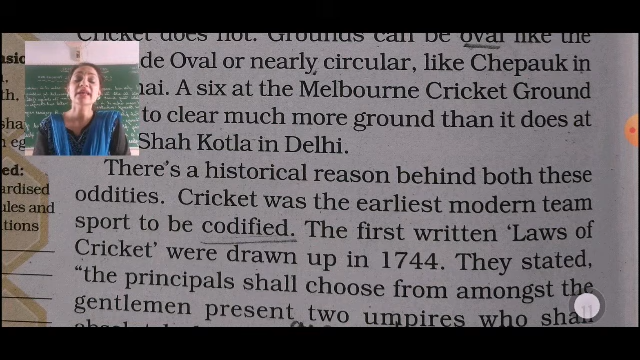 Cricket does not. Grounds can be oval like the
de Oval or nearly circular, like Chepauk in
nai. A six at the Melbourne Cricket Ground
to clear much more ground than it does at
Shah Kotla in Delhi.
There's a historical reason behind both these
oddities. Cricket was the earliest modern team
sport to be codified. The first written 'Laws of
Cricket' were drawn up in 1744. They stated,
"the principals shall choose from amongst the
gentlemen present two umpires who shall
ed:
ardised
ules and
tions